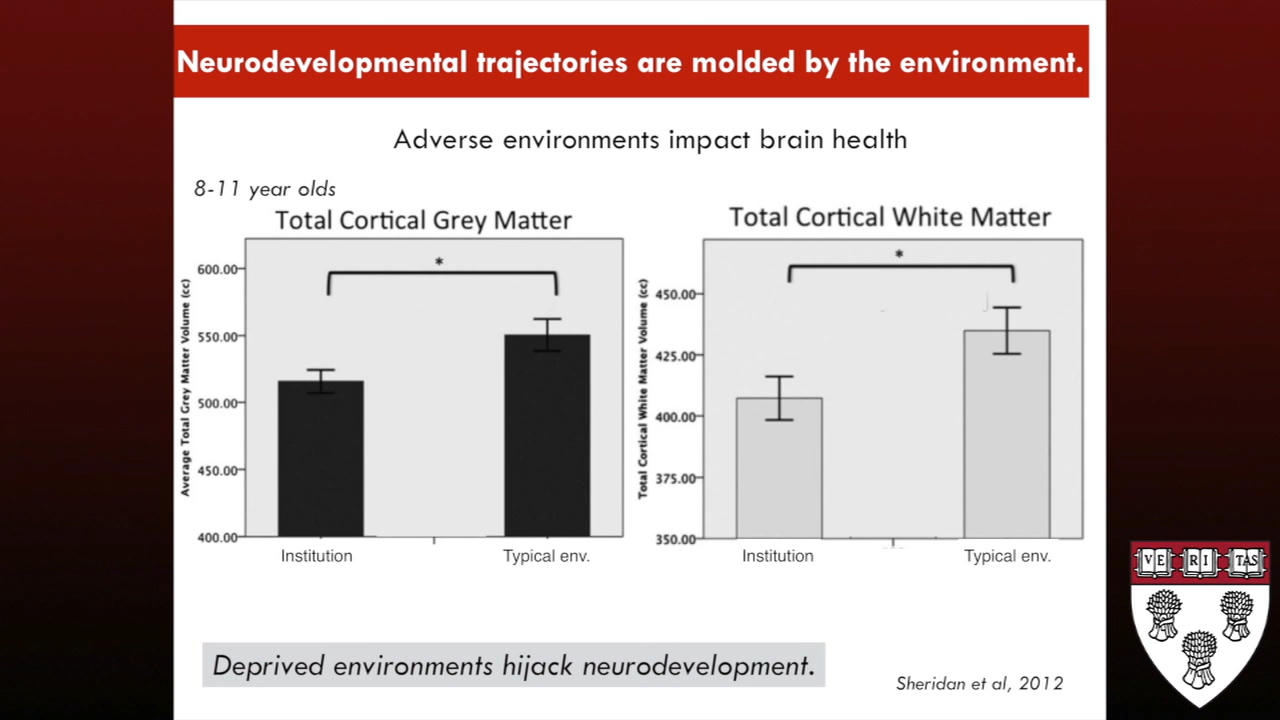 Neurodevelopmental trajectories are molded by the environment.
Adverse environments impact brain health
8-11 year olds
Total Cortical Grey Matter
Average Total Grey Matter Volume (cc)
600.00
550.00
500.00
450.00
400.00
*
Institution
Typical env.
Total Cortical White Matter
Total Cortical White Matter Volume (cc)
450.00
425.00
400.00
375.00
350.00
*
Institution
Typical env.
Deprived environments hijack neurodevelopment.
Sheridan et al, 2012
VE RI TAS